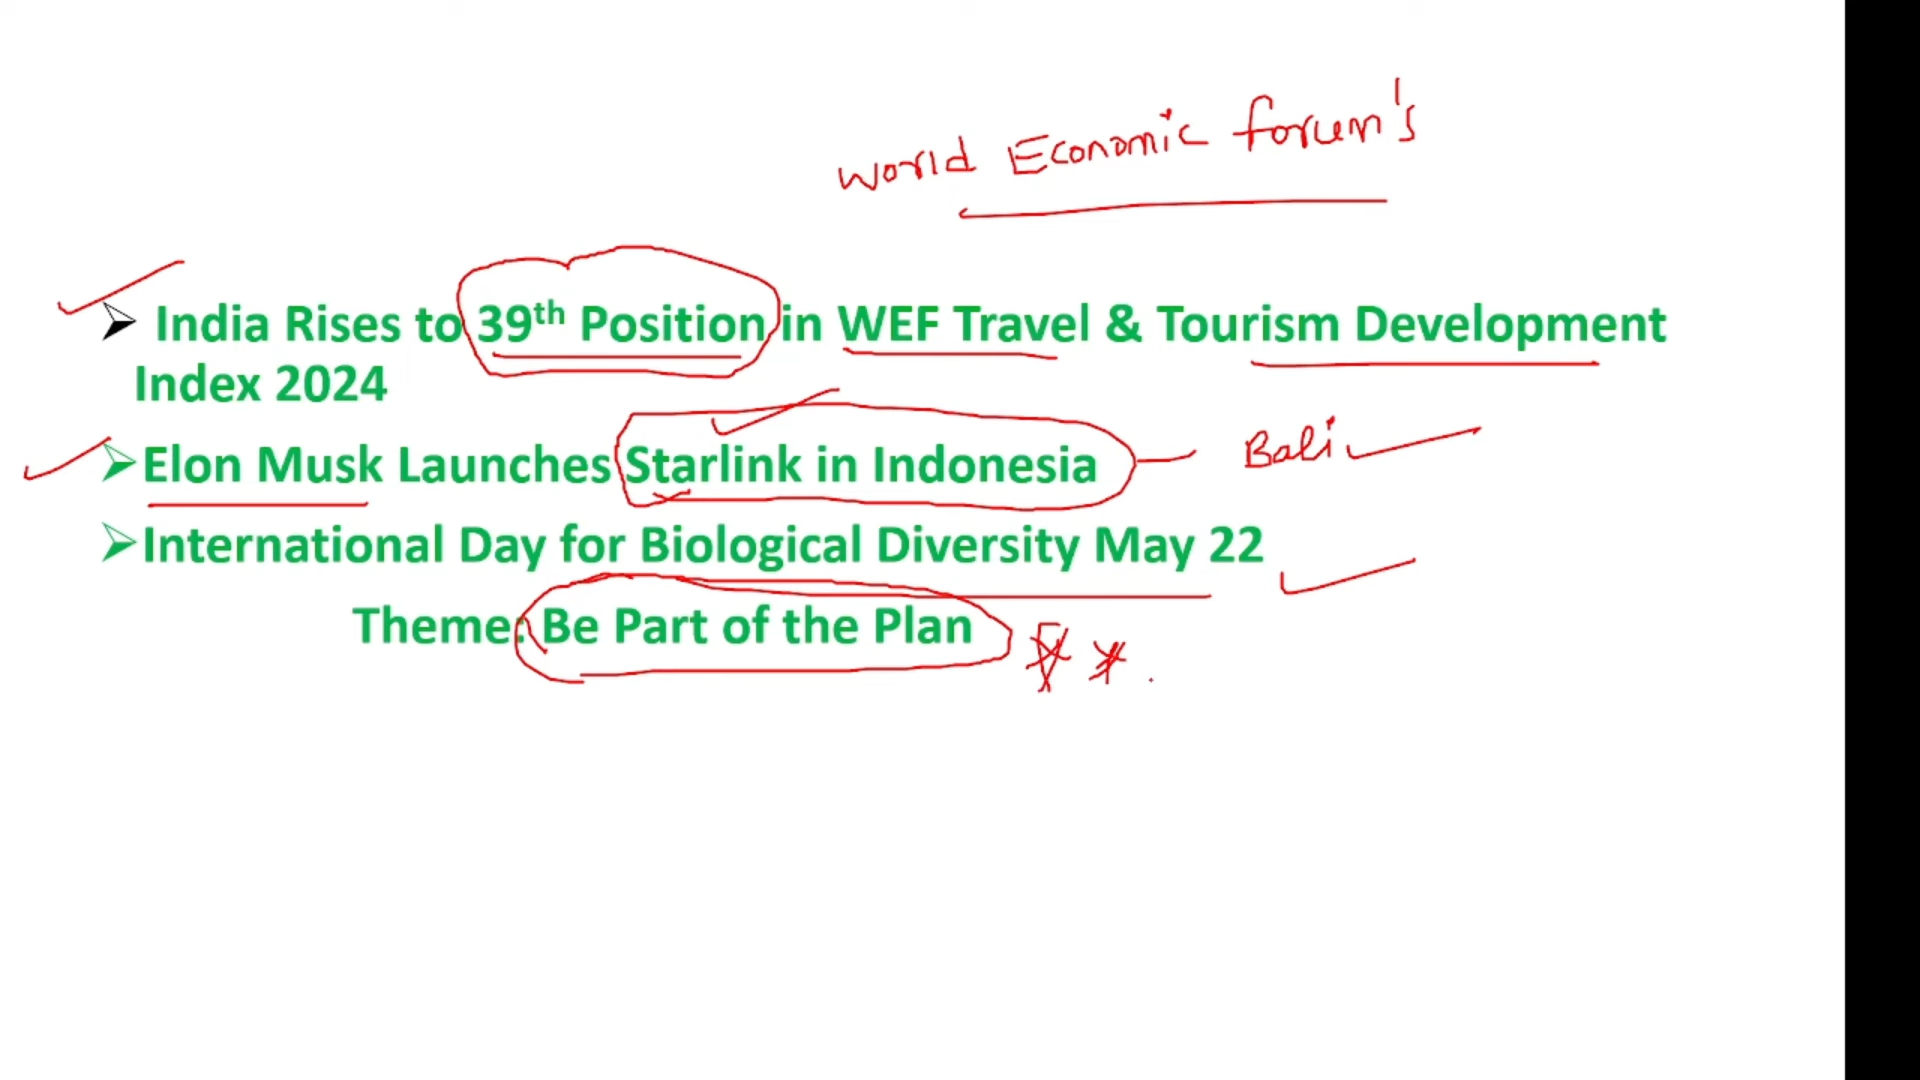 World Economic forum's
➢ India Rises to 39th Position in WEF Travel & Tourism Development
Index 2024
➢Elon Musk Launches Starlink in Indonesia — Bali
➢International Day for Biological Diversity May 22
Theme: Be Part of the Plan